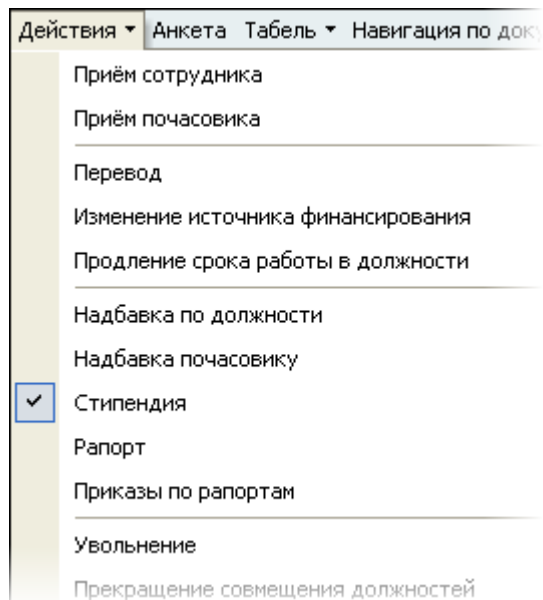 Действия Анкета Табель Навигация по док
Приём сотрудника
Приём почасовика
Перевод
Изменение источника финансирования
Продление срока работы в должности
Надбавка по должности
Надбавка почасовику
Стипендия
Рапорт
Приказы по рапортам
Увольнение
Прекращение совмещения должностей